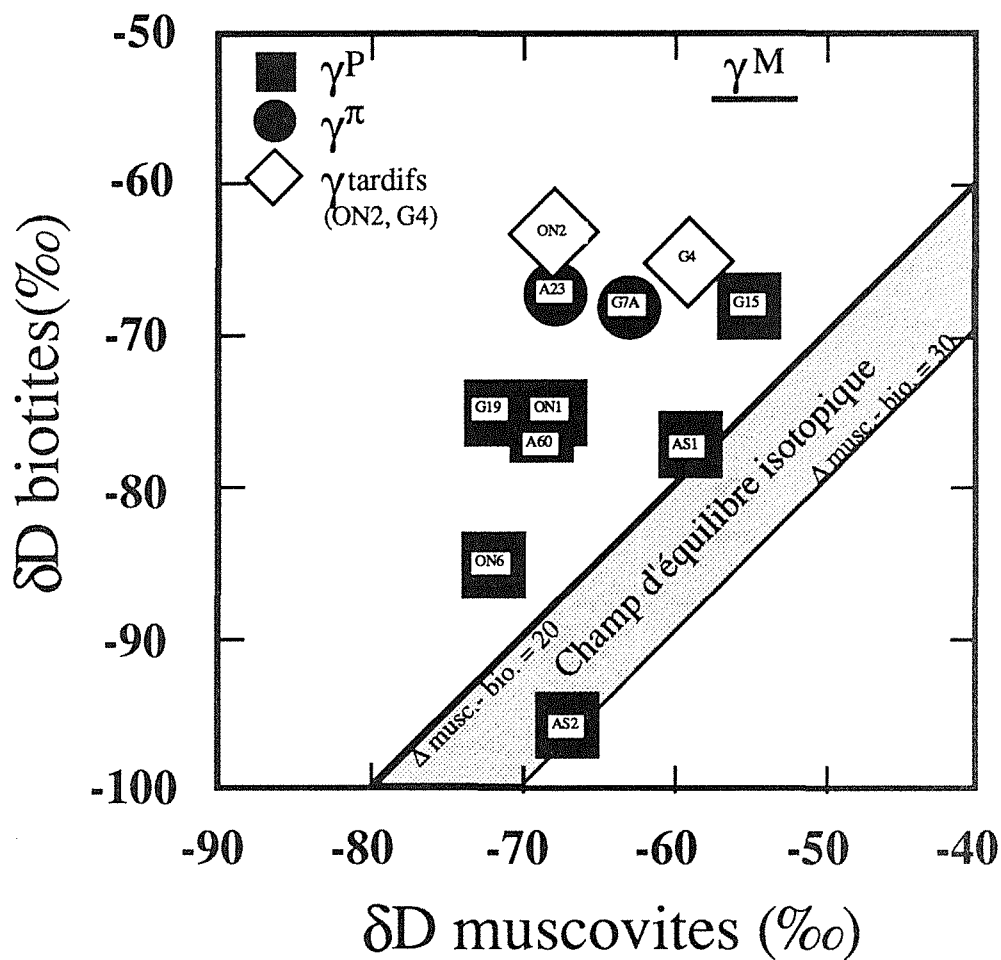 -50
-60
-70
-80
-90
-100
δD biotites(‰)
γP
γπ
γ tardifs
(ON2, G4)
γM
ON2
G4
A23
G7A
G15
G19
ON1
A60
AS1
ON6
AS2
Champ d'équilibre isotopique
Δ musc.- bio. = 20
Δ musc.- bio. = 30
-90
-80
-70
-60
-50
-40
δD muscovites (‰)